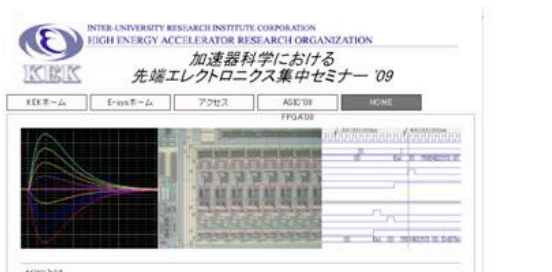 INTER-UNIVERSITY RESEARCH INSTITUTE CORPORATION
HIGH ENERGY ACCELERATOR RESEARCH ORGANIZATION
KEK
加速器科学における
先端エレクトロニクス集中セミナー '09
KEKホーム
E-sysホーム
アクセス
ASIC'08
HOME
FPGA'08